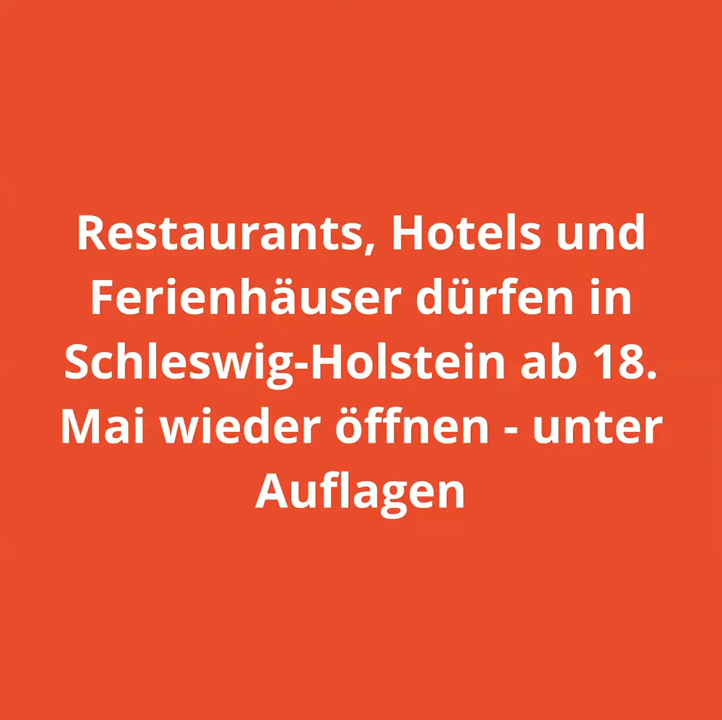 Restaurants, Hotels und
Ferienhäuser dürfen in
Schleswig-Holstein ab 18.
Mai wieder öffnen - unter
Auflagen